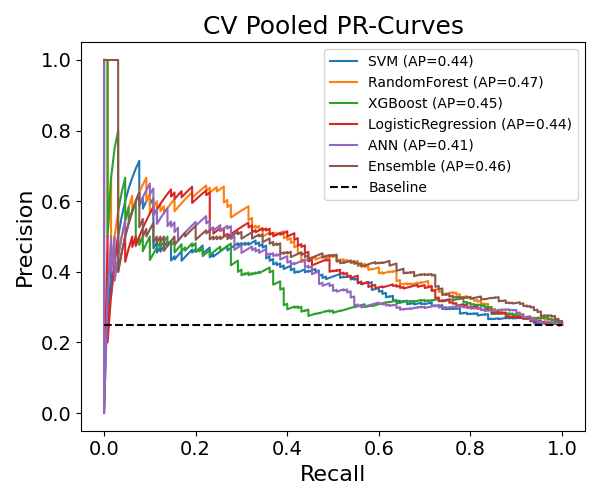 CV Pooled PR-Curves
SVM (AP=0.44)
RandomForest (AP=0.47)
XGBoost (AP=0.45)
LogisticRegression (AP=0.44)
ANN (AP=0.41)
Ensemble (AP=0.46)
Baseline
Precision
1.0
0.8
0.6
0.4
0.2
0.0
0.0 0.2 0.4 0.6 0.8 1.0
Recall